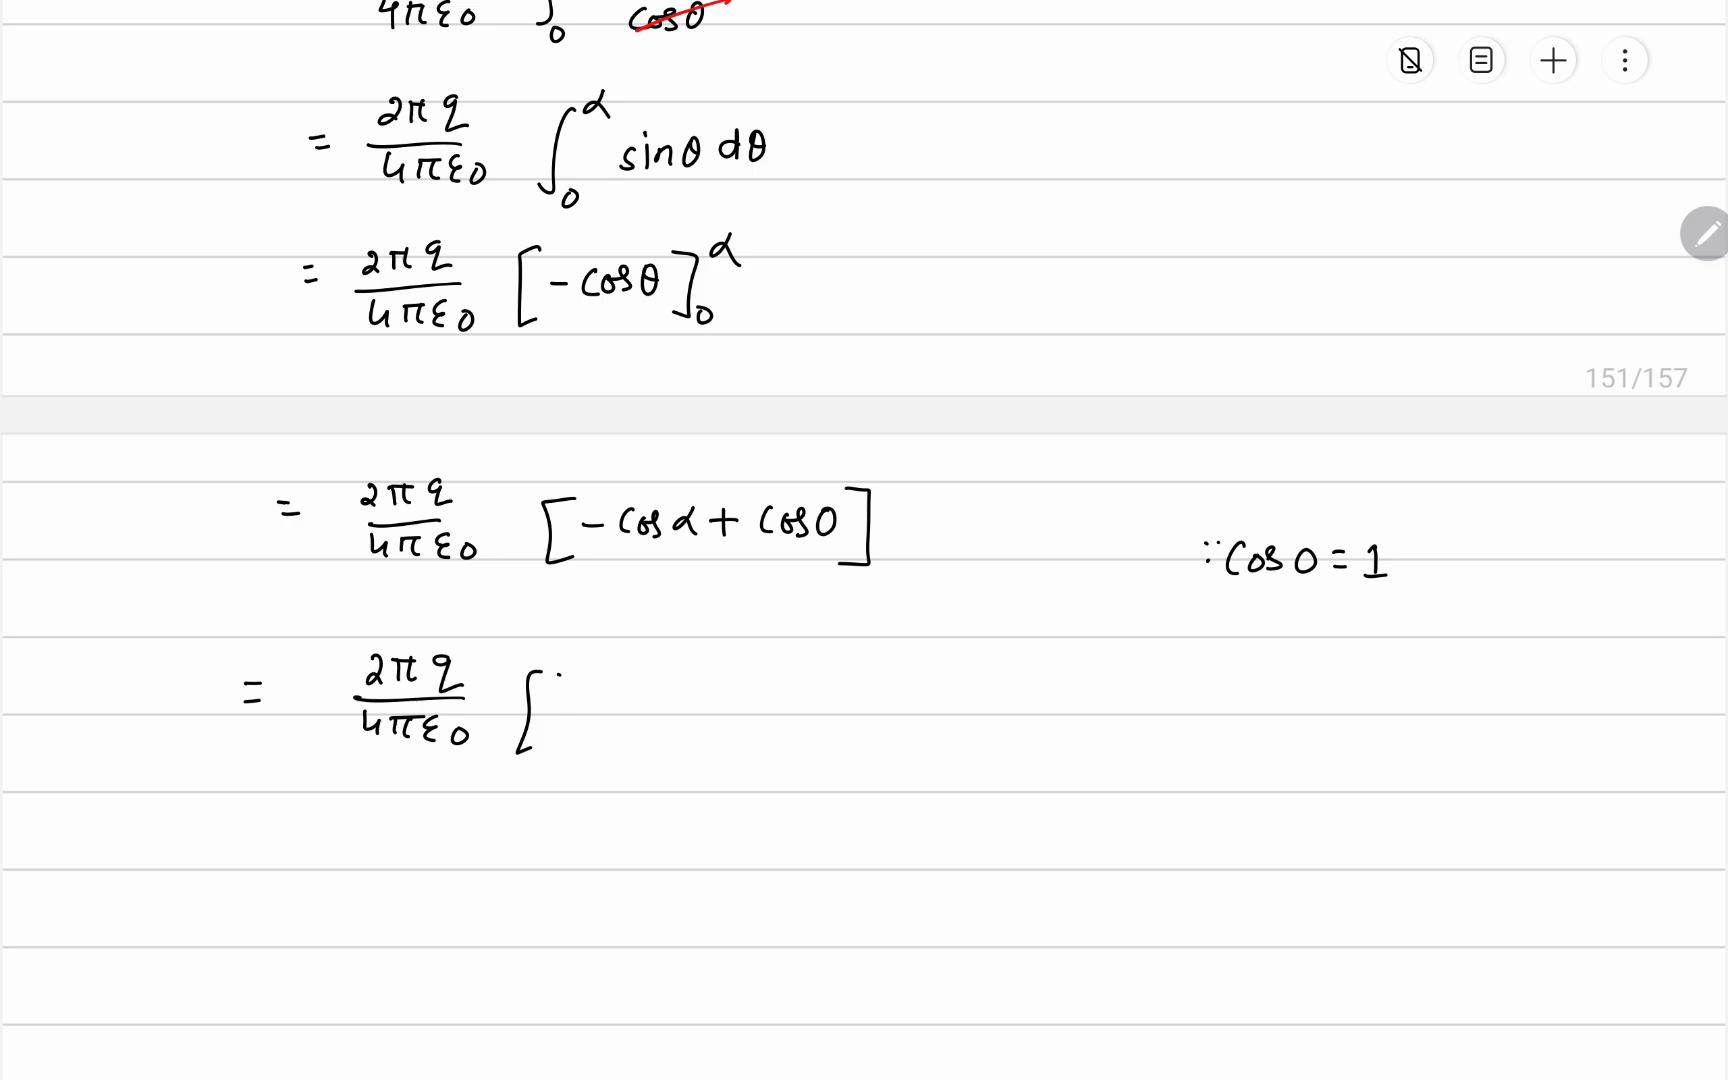 4πε0 ∫0 cosθ
= 2πq/4πε0 ∫0^α sinθ dθ
= 2πq/4πε0 [-cosθ]0^α
151/157
= 2πq/4πε0 [-cosα + cos0]
∵ cos0 = 1
= 2πq/4πε0 [